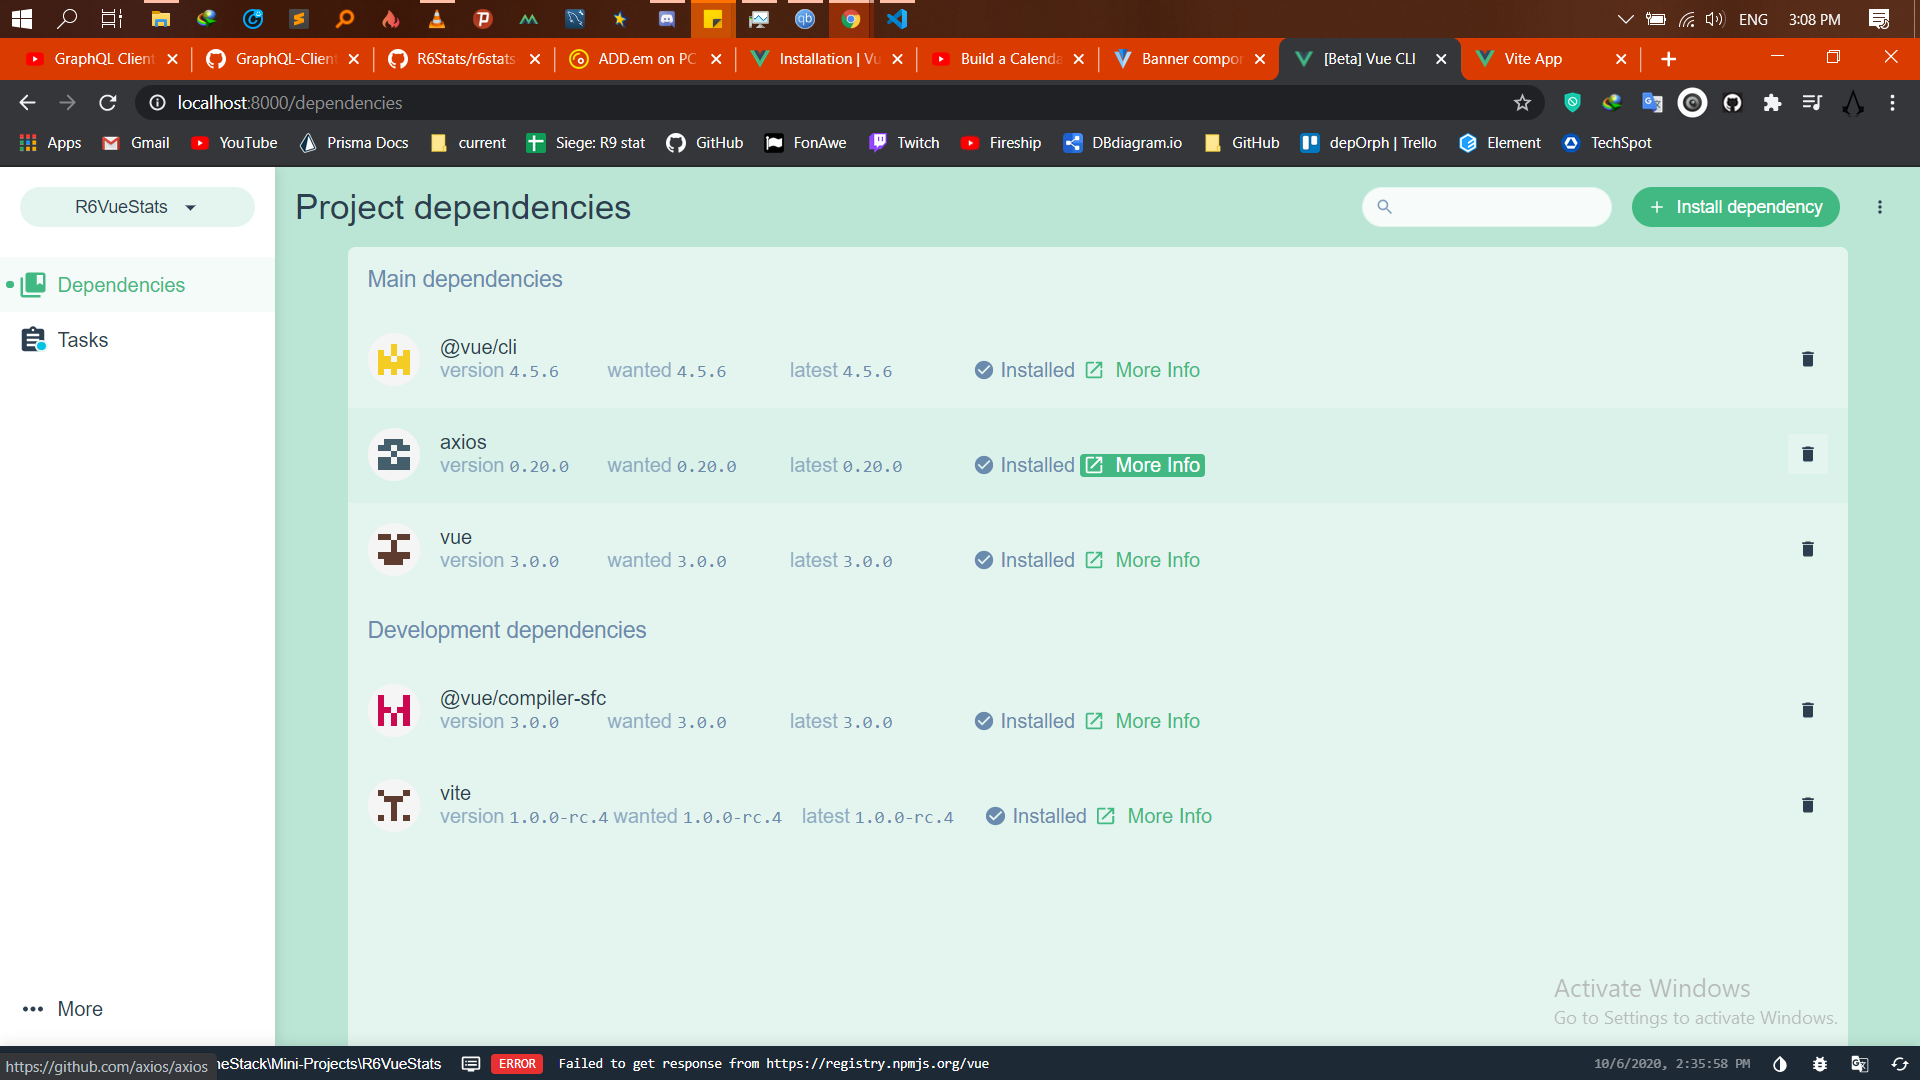 ENG 3:08 PM
GraphQL Client GraphQL-Client R6Stats/r6stats ADD.em on PC Installation | Vu Build a Calenda Banner compor [Beta] Vue CLI Vite App
localhost:8000/dependencies
Apps Gmail YouTube Prisma Docs current Siege: R9 stat GitHub FonAwe Twitch Fireship DBdiagram.io GitHub depOrph | Trello Element TechSpot
R6VueStats
Project dependencies
Install dependency
Dependencies
Tasks
Main dependencies
@vue/cli
version 4.5.6 wanted 4.5.6 latest 4.5.6 Installed More Info
axios
version 0.20.0 wanted 0.20.0 latest 0.20.0 Installed More Info
vue
version 3.0.0 wanted 3.0.0 latest 3.0.0 Installed More Info
Development dependencies
@vue/compiler-sfc
version 3.0.0 wanted 3.0.0 latest 3.0.0 Installed More Info
vite
version 1.0.0-rc.4 wanted 1.0.0-rc.4 latest 1.0.0-rc.4 Installed More Info
More
Activate Windows
Go to Settings to activate Windows.
https://github.com/axios/axios neStack\Mini-Projects\R6VueStats ERROR Failed to get response from https://registry.npmjs.org/vue 10/6/2020, 2:35:58 PM